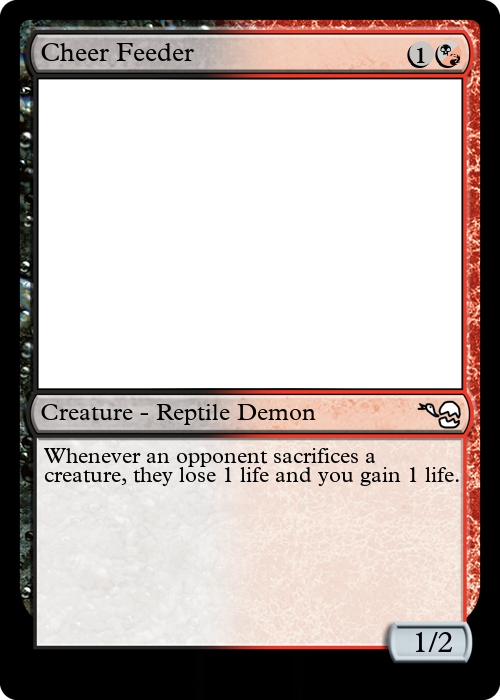 Cheer Feeder 1
Creature - Reptile Demon
Whenever an opponent sacrifices a
creature, they lose 1 life and you gain 1 life.
1/2